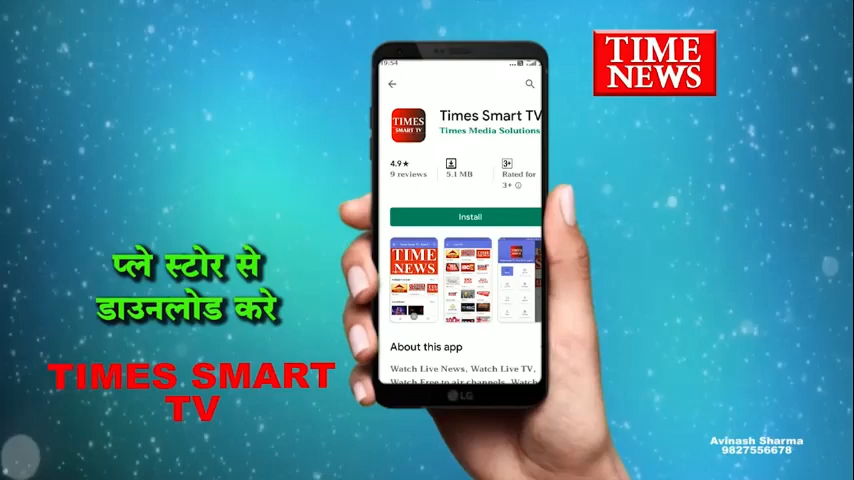 TIME
NEWS
19:54
Times Smart TV
Times Media Solutions
TIMES
SMART TV
4.9★
9 reviews
5.1 MB
3+
Rated for
3+
Install
TIMES
NEWS
About this app
Watch Live News, Watch Live TV,
Watch Free to air channels, Watch
LG
प्ले स्टोर से
डाउनलोड करे
TIMES SMART
TV
Avinash Sharma
9827556678